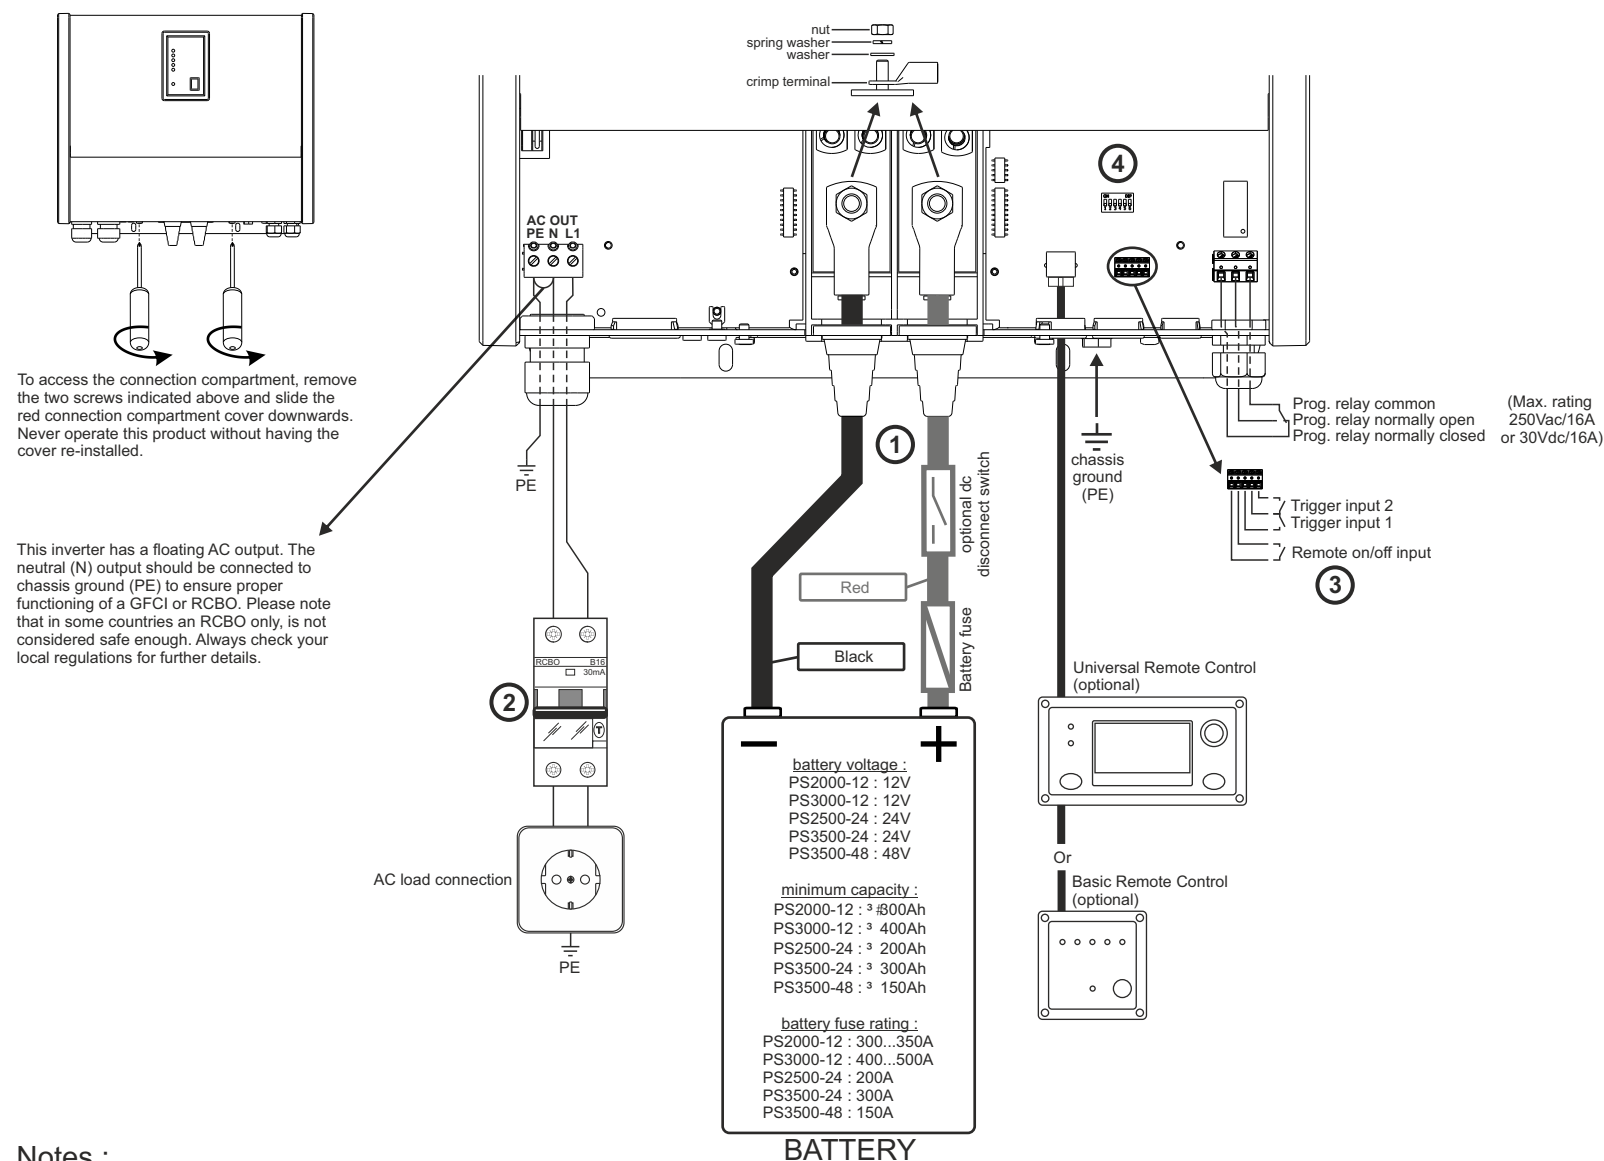 nut
spring washer
washer
crimp terminal
4
ON DIP
1 2 3 4 5 6
AC OUT
PE N L1
To access the connection compartment, remove
the two screws indicated above and slide the
red connection compartment cover downwards.
Never operate this product without having the
cover re-installed.
Prog. relay common
Prog. relay normally open
Prog. relay normally closed
(Max. rating
250Vac/16A
or 30Vdc/16A)
1
chassis
ground
(PE)
PE
optional dc
disconnect switch
Trigger input 2
Trigger input 1
Remote on/off input
3
This inverter has a floating AC output. The
neutral (N) output should be connected to
chassis ground (PE) to ensure proper
functioning of a GFCI or RCBO. Please note
that in some countries an RCBO only, is not
considered safe enough. Always check your
local regulations for further details.
Red
Black
Battery fuse
RCBO B16
30mA
2
T
Universal Remote Control
(optional)
battery voltage :
PS2000-12 : 12V
PS3000-12 : 12V
PS2500-24 : 24V
PS3500-24 : 24V
PS3500-48 : 48V
Or
AC load connection
PE
Basic Remote Control
(optional)
minimum capacity :
PS2000-12 : ³ #300Ah
PS3000-12 : ³ 400Ah
PS2500-24 : ³ 200Ah
PS3500-24 : ³ 300Ah
PS3500-48 : ³ 150Ah
battery fuse rating :
PS2000-12 : 300...350A
PS3000-12 : 400...500A
PS2500-24 : 200A
PS3500-24 : 300A
PS3500-48 : 150A
BATTERY
Notes :